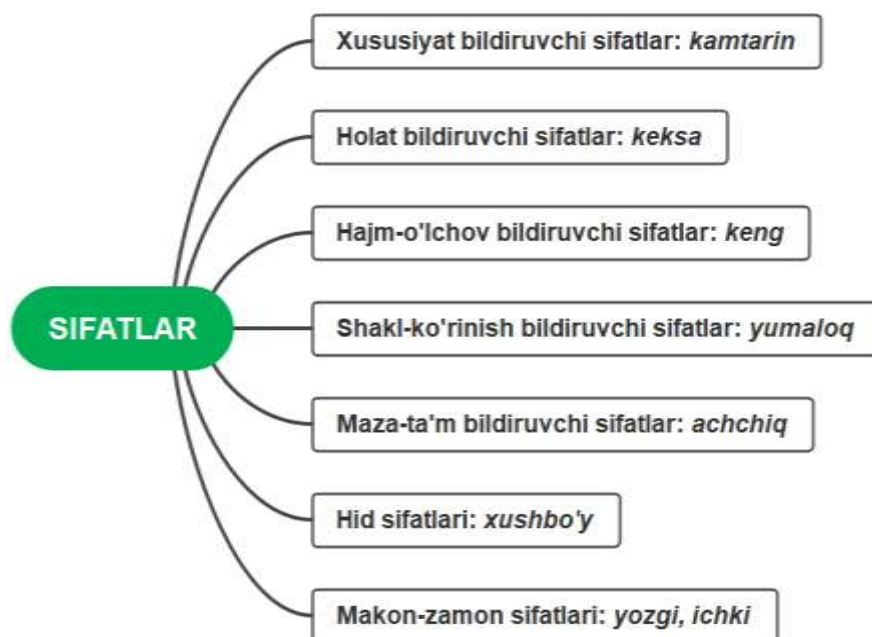 SIFATLAR
Xususiyat bildiruvchi sifatlar: kamtarin
Holat bildiruvchi sifatlar: keksa
Hajm-o'lchov bildiruvchi sifatlar: keng
Shakl-ko'rinish bildiruvchi sifatlar: yumaloq
Maza-ta'm bildiruvchi sifatlar: achchiq
Hid sifatlari: xushbo'y
Makon-zamon sifatlari: yozgi, ichki